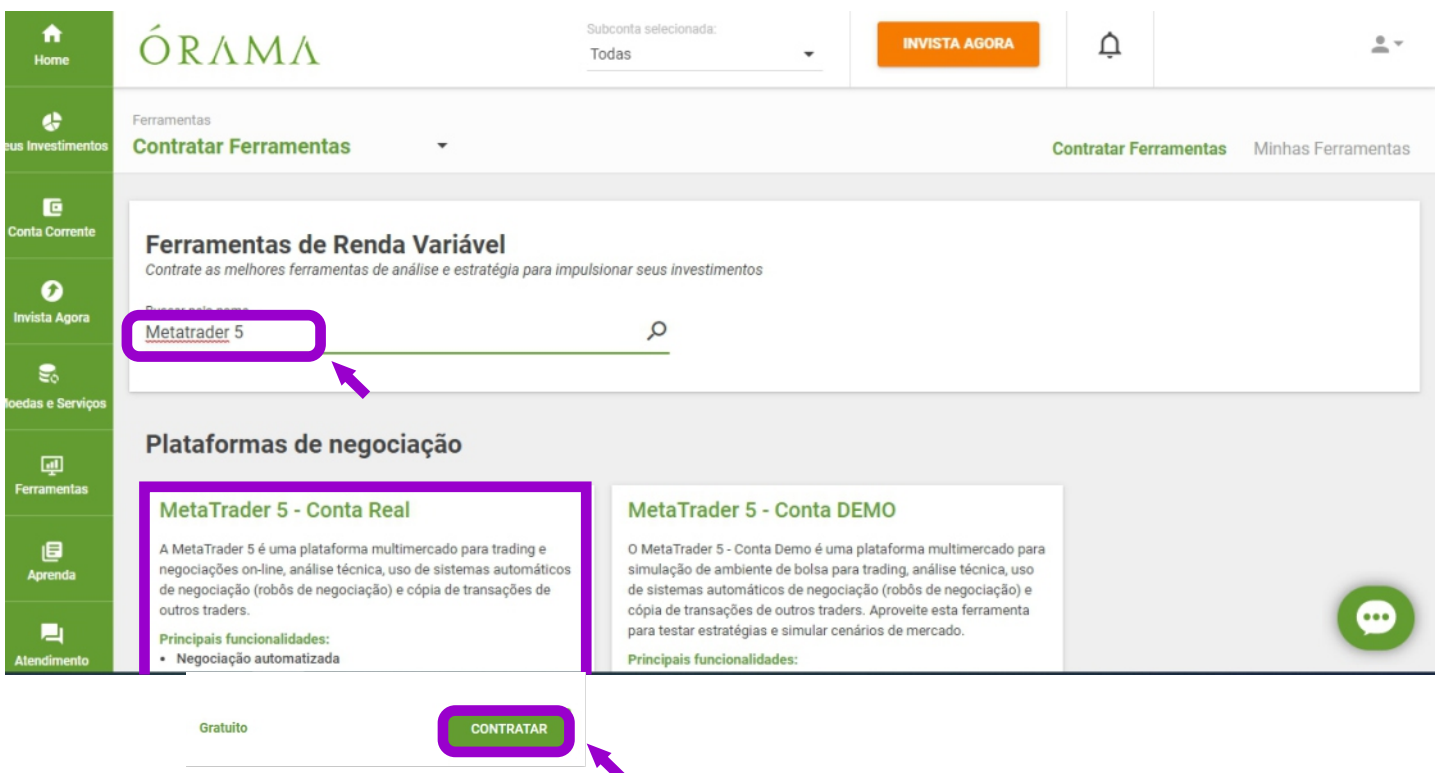 Home
ÓRAMA
Subconta selecionada:
Todas
INVISTA AGORA
eus Investimentos
Ferramentas
Contratar Ferramentas
Contratar Ferramentas
Minhas Ferramentas
Conta Corrente
Ferramentas de Renda Variável
Contrate as melhores ferramentas de análise e estratégia para impulsionar seus investimentos
Invista Agora
Metatrader 5
oedas e Serviços
Plataformas de negociação
Ferramentas
Aprenda
Atendimento
MetaTrader 5 - Conta Real
A MetaTrader 5 é uma plataforma multimercado para trading e
negociações on-line, análise técnica, uso de sistemas automáticos
de negociação (robôs de negociação) e cópia de transações de
outros traders.
Principais funcionalidades:
• Negociação automatizada
MetaTrader 5 - Conta DEMO
O MetaTrader 5 - Conta Demo é uma plataforma multimercado para
simulação de ambiente de bolsa para trading, análise técnica, uso
de sistemas automáticos de negociação (robôs de negociação) e
cópia de transações de outros traders. Aproveite esta ferramenta
para testar estratégias e simular cenários de mercado.
Principais funcionalidades:
Gratuito
CONTRATAR